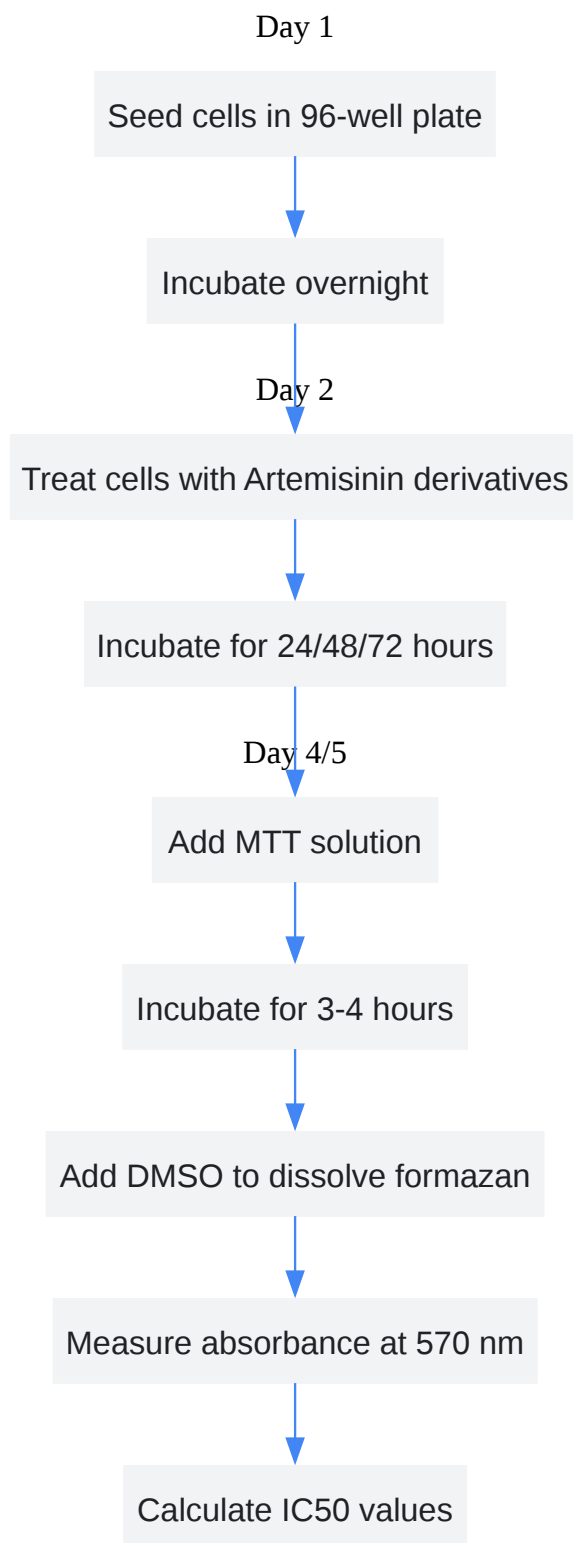 Day 1
Seed cells in 96-well plate
Incubate overnight
Day 2
Treat cells with Artemisinin derivatives
Incubate for 24/48/72 hours
Day 4/5
Add MTT solution
Incubate for 3-4 hours
Add DMSO to dissolve formazan
Measure absorbance at 570 nm
Calculate IC50 values